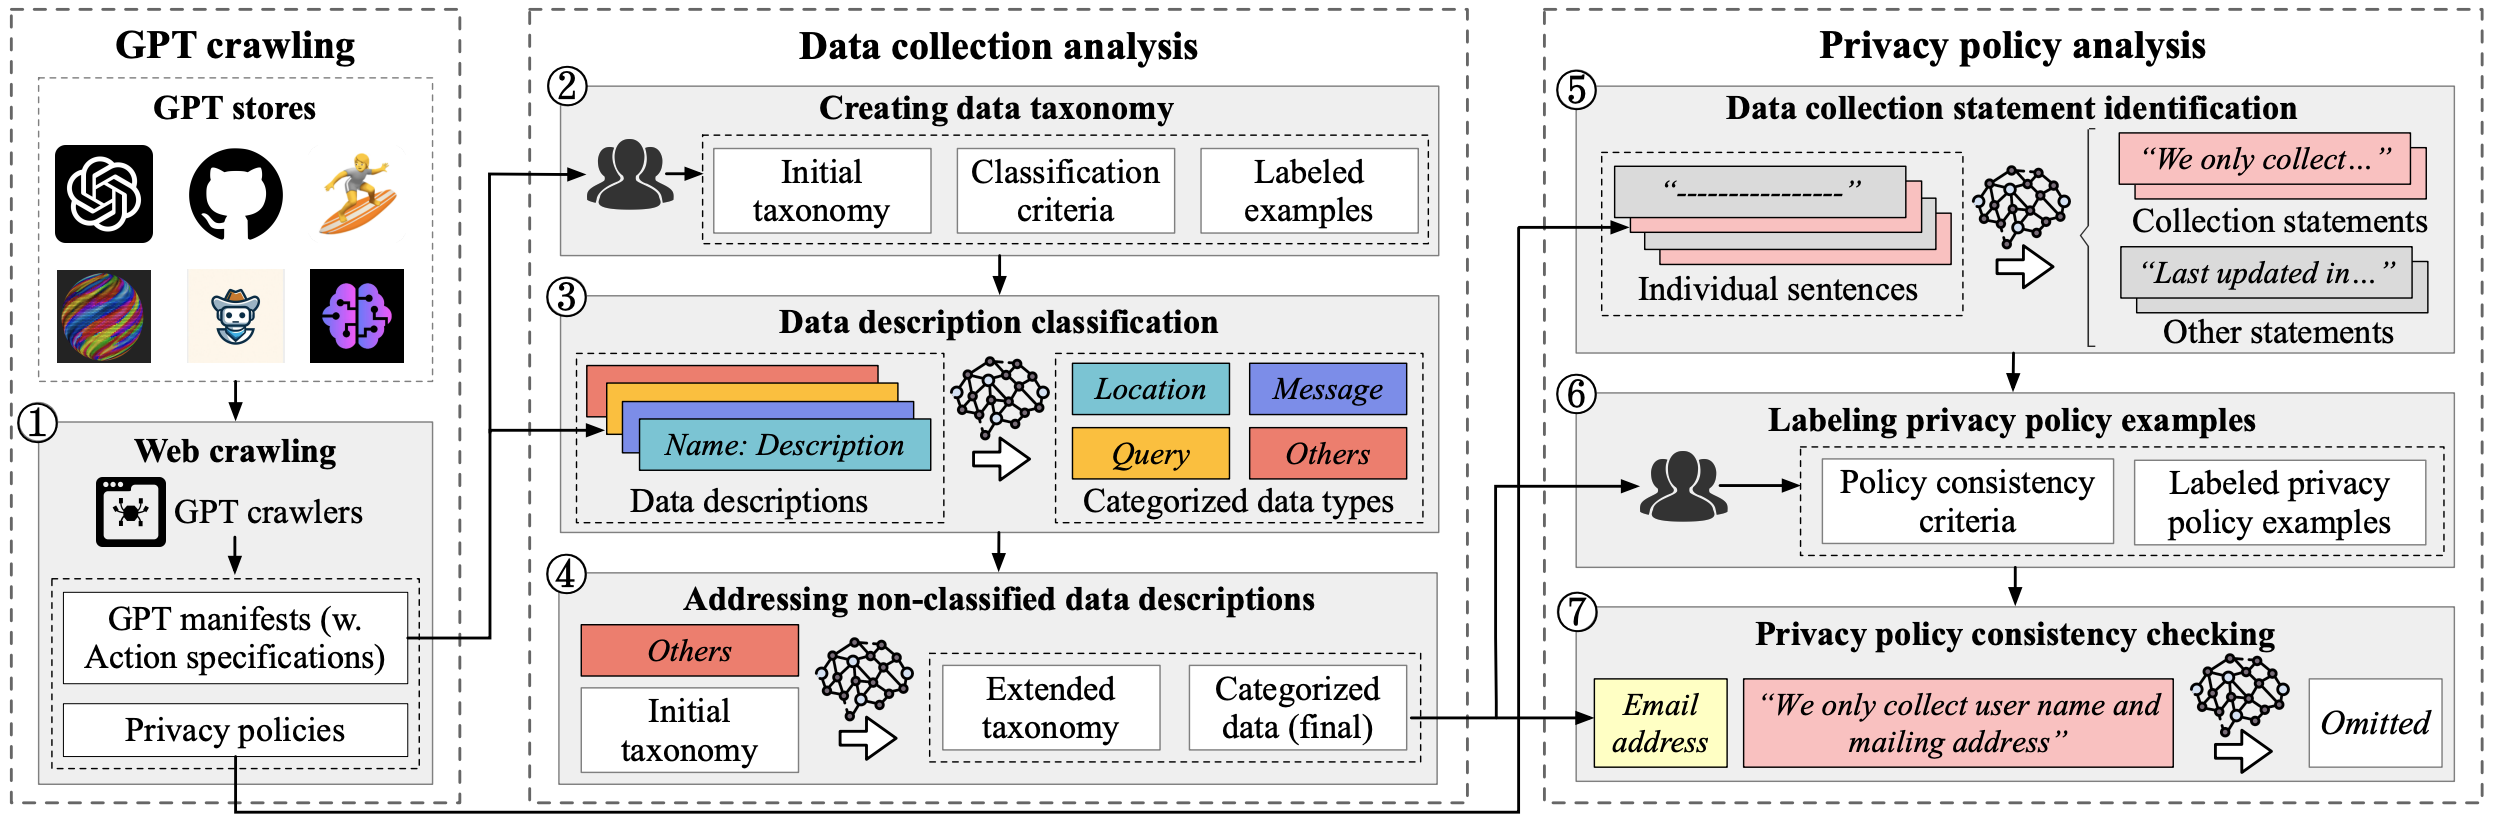 GPT crawling
GPT stores
1
Web crawling
GPT crawlers
GPT manifests (w.
Action specifications)
Privacy policies
Data collection analysis
2
Creating data taxonomy
Initial
taxonomy
Classification
criteria
Labeled
examples
3
Data description classification
Name: Description
Data descriptions
Location
Message
Query
Others
Categorized data types
4
Addressing non-classified data descriptions
Others
Initial
taxonomy
Extended
taxonomy
Categorized
data (final)
Privacy policy analysis
5
Data collection statement identification
“----------------”
Individual sentences
“We only collect…”
Collection statements
“Last updated in…”
Other statements
6
Labeling privacy policy examples
Policy consistency
criteria
Labeled privacy
policy examples
7
Privacy policy consistency checking
Email
address
“We only collect user name and
mailing address”
Omitted